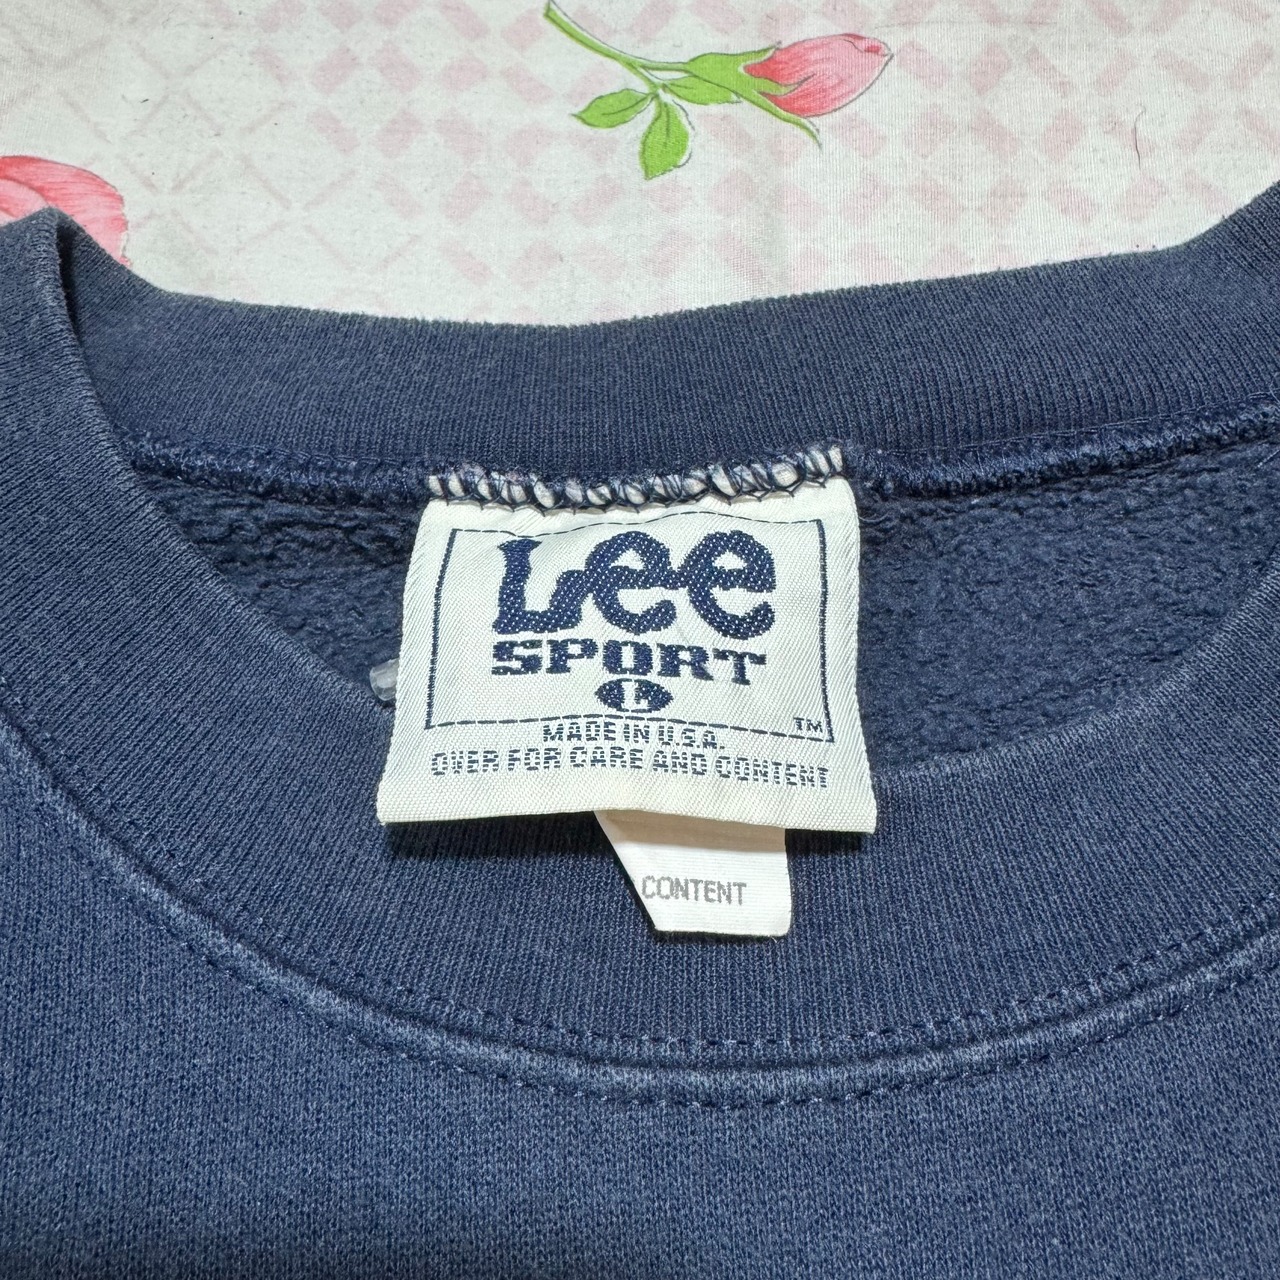 Lee
SPORT
L
TM
MADE IN U.S.A.
OVER FOR CARE AND CONTENT
CONTENT